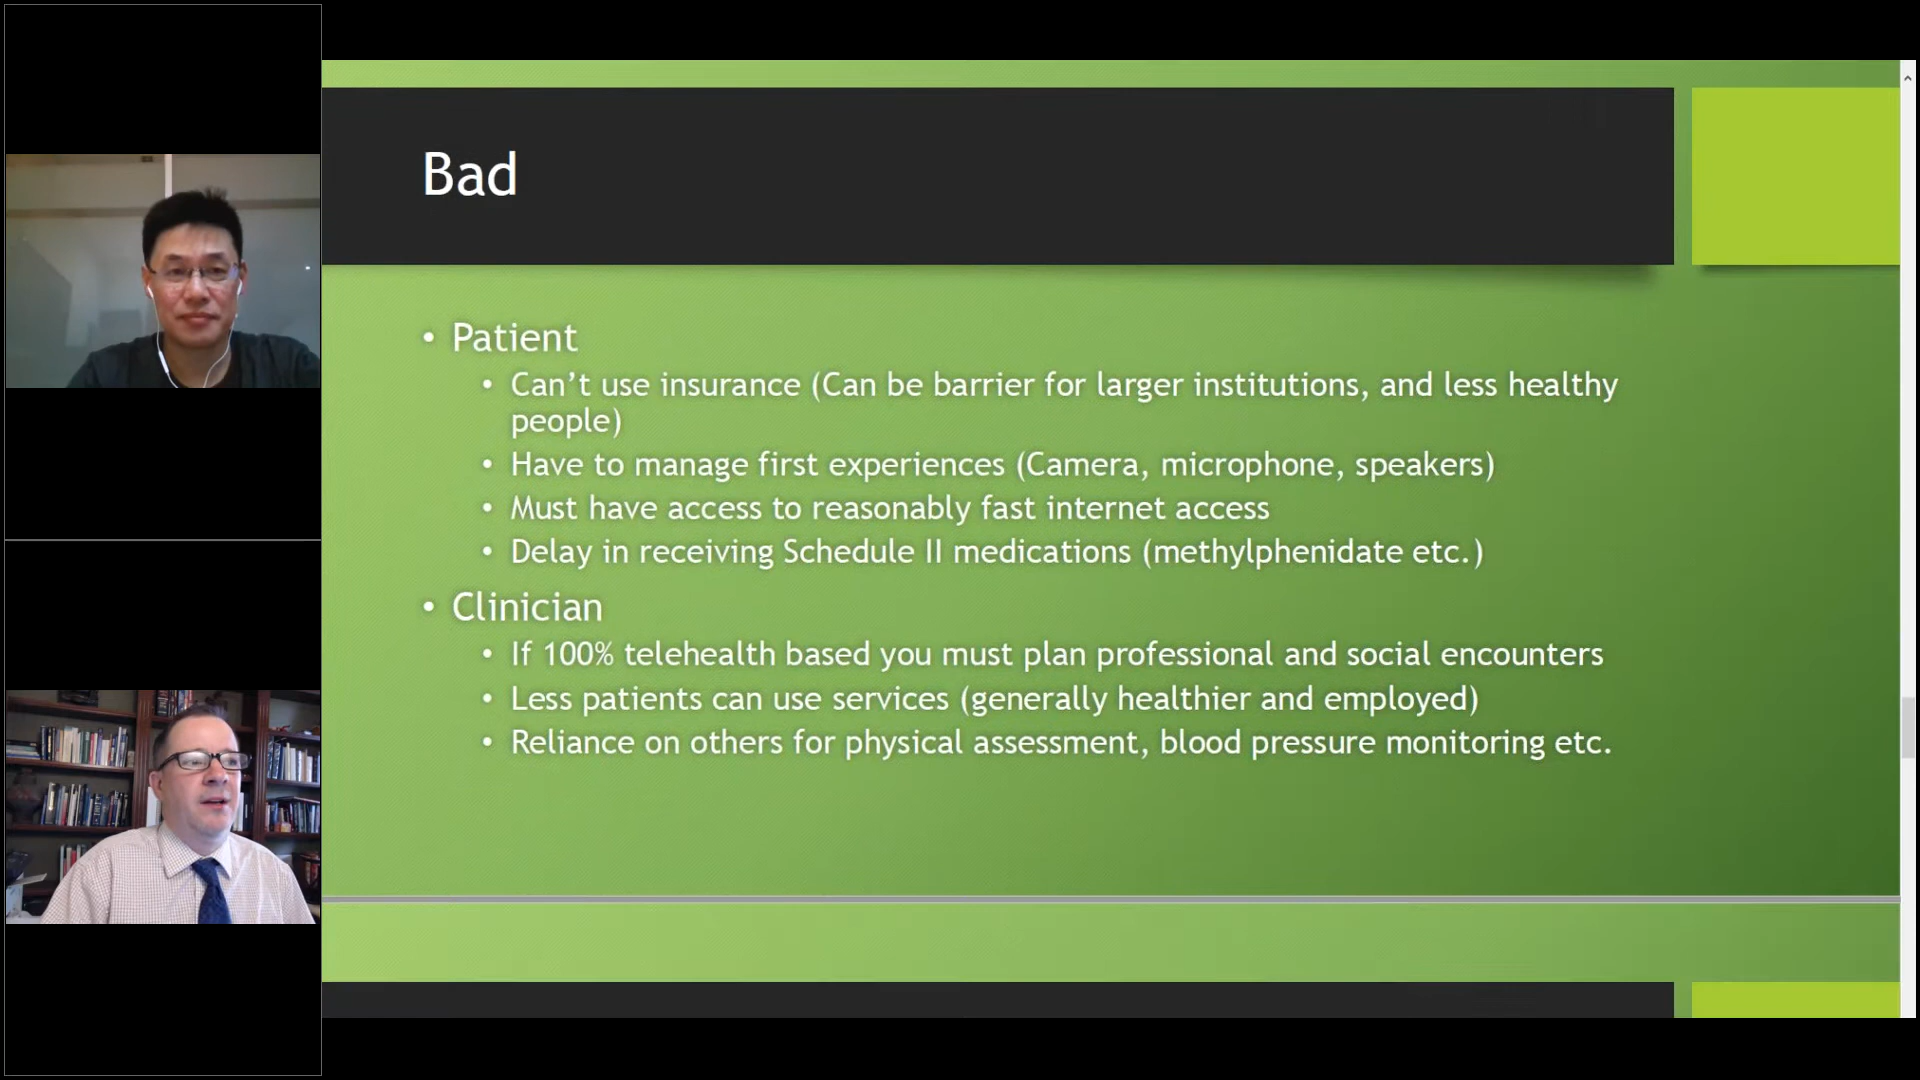 Bad
• Patient
• Can’t use insurance (Can be barrier for larger institutions, and less healthy
people)
• Have to manage first experiences (Camera, microphone, speakers)
• Must have access to reasonably fast internet access
• Delay in receiving Schedule II medications (methylphenidate etc.)
• Clinician
• If 100% telehealth based you must plan professional and social encounters
• Less patients can use services (generally healthier and employed)
• Reliance on others for physical assessment, blood pressure monitoring etc.